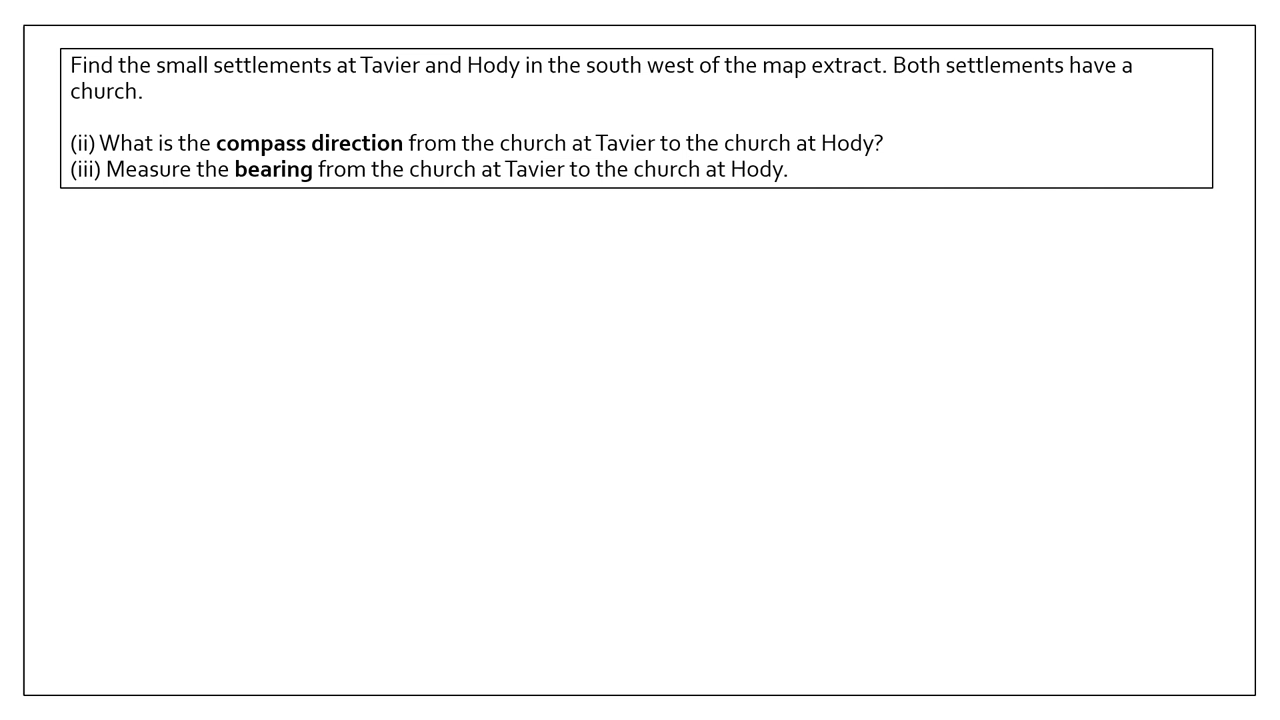 Find the small settlements at Tavier and Hody in the south west of the map extract. Both settlements have a
church.
(ii) What is the compass direction from the church at Tavier to the church at Hody?
(iii) Measure the bearing from the church at Tavier to the church at Hody.